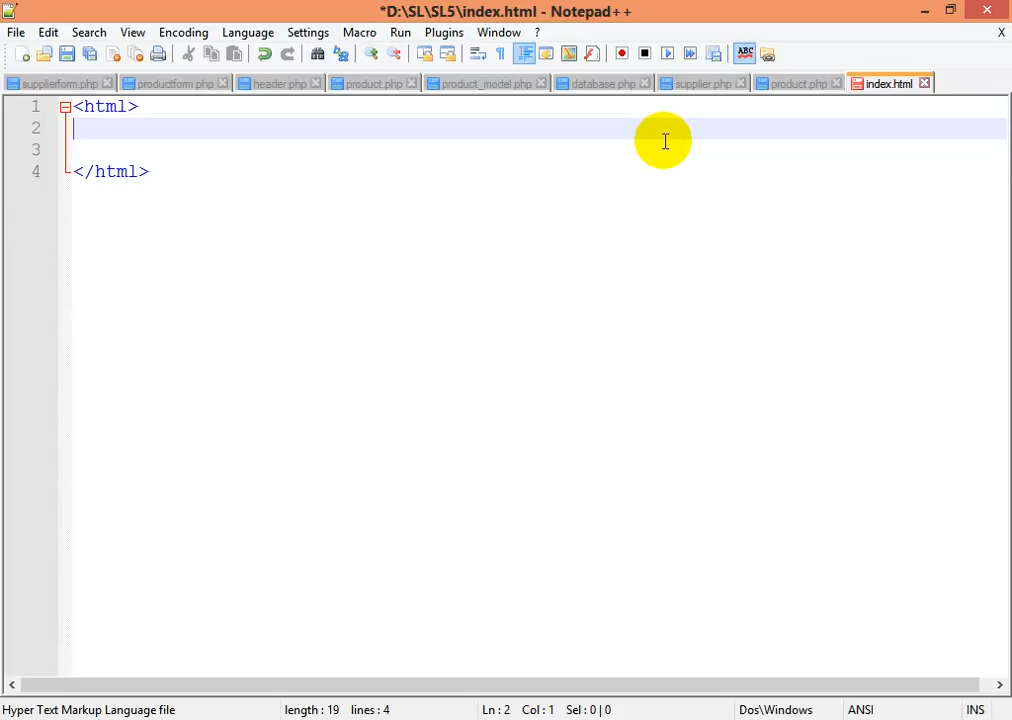 *D:\SL\SL5\index.html - Notepad++
File Edit Search View Encoding Language Settings Macro Run Plugins Window ? X
ABC
supplierform.php productform.php header.php product.php product_model.php database.php supplier.php product.php index.html
1 <html>
2
3
4 </html>
Hyper Text Markup Language file length : 19 lines : 4 Ln : 2 Col : 1 Sel : 0 | 0 Dos\Windows ANSI INS